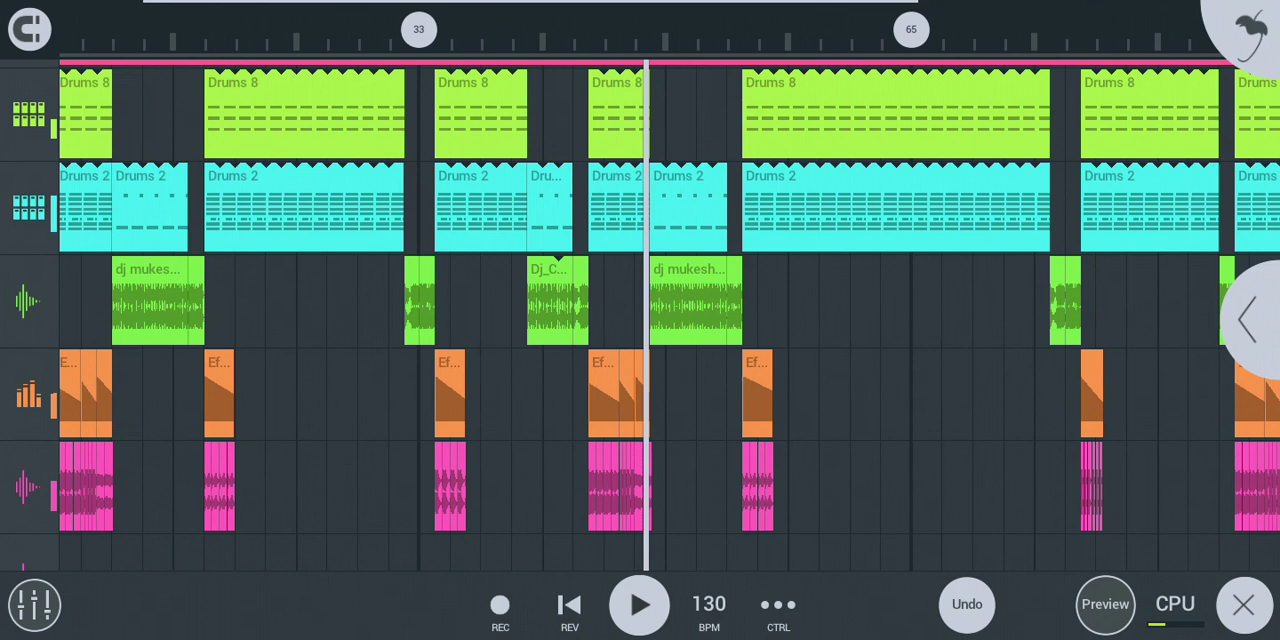 33
65
Drums 8
Drums 8
Drums 8
Drums 8
Drums 8
Drums 8
Drums
Drums 2
Drums 2
Drums 2
Drums 2
Dru...
Drums 2
Drums 2
Drums 2
Drums 2
Drums
dj mukes...
Dj_C...
dj mukesh...
E...
Ef...
Ef...
Ef...
Ef...
REC
REV
130
BPM
CTRL
Undo
Preview
CPU